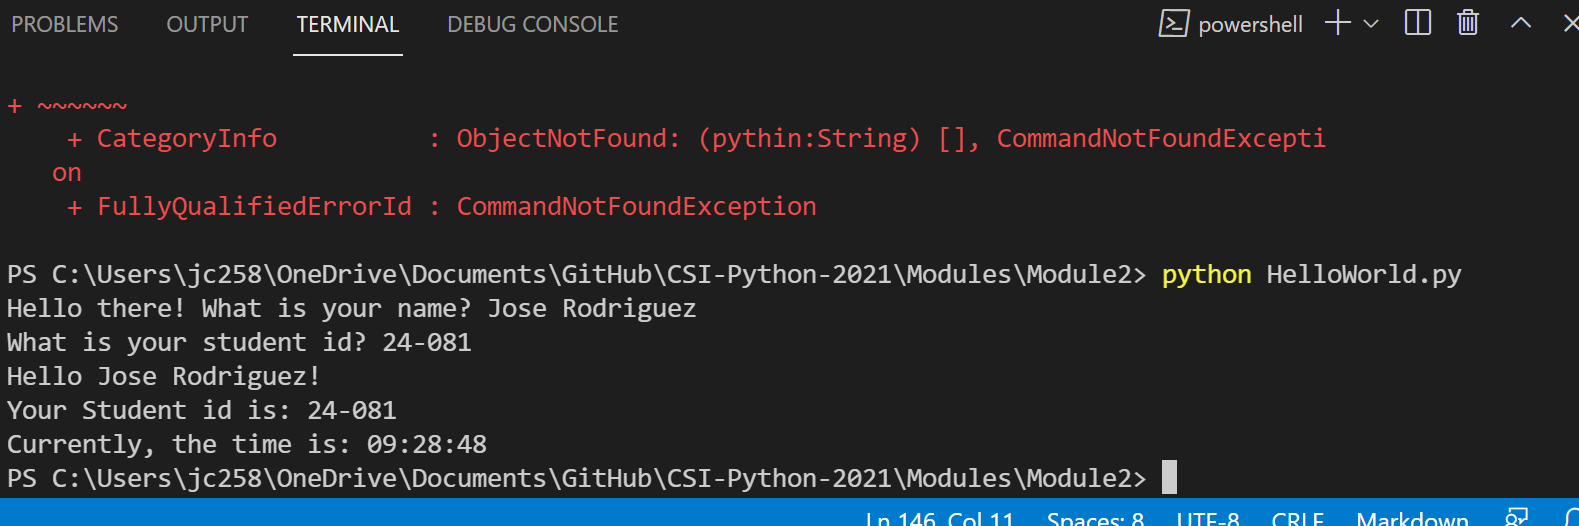 PROBLEMS OUTPUT TERMINAL DEBUG CONSOLE powershell
+ ~~~~~~
+ CategoryInfo : ObjectNotFound: (pythin:String) [], CommandNotFoundExcepti
on
+ FullyQualifiedErrorId : CommandNotFoundException
PS C:\Users\jc258\OneDrive\Documents\GitHub\CSI-Python-2021\Modules\Module2> python HelloWorld.py
Hello there! What is your name? Jose Rodriguez
What is your student id? 24-081
Hello Jose Rodriguez!
Your Student id is: 24-081
Currently, the time is: 09:28:48
PS C:\Users\jc258\OneDrive\Documents\GitHub\CSI-Python-2021\Modules\Module2>
Ln 146, Col 11 Spaces: 8 UTF-8 CRLF Markdown